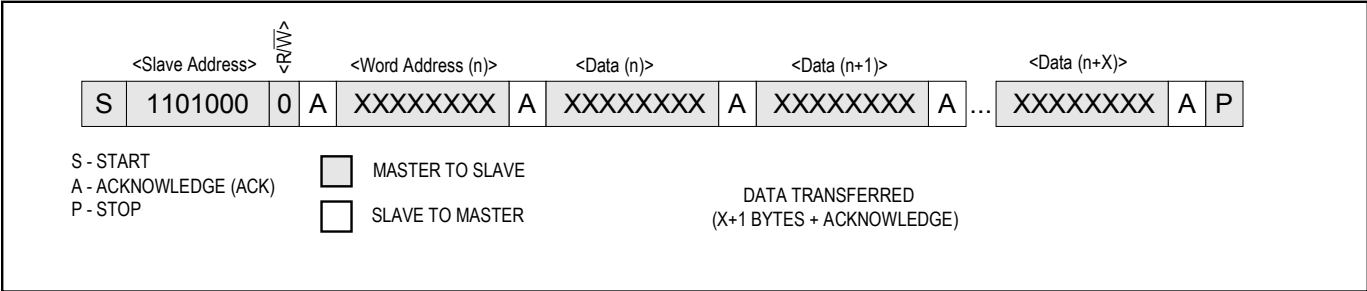 <R/W̅>
<Slave Address> <Word Address (n)> <Data (n)> <Data (n+1)> <Data (n+X)>
S 1101000 0 A XXXXXXXX A XXXXXXXX A XXXXXXXX A ... XXXXXXXX A P
S - START
A - ACKNOWLEDGE (ACK)
P - STOP
MASTER TO SLAVE
SLAVE TO MASTER
DATA TRANSFERRED
(X+1 BYTES + ACKNOWLEDGE)